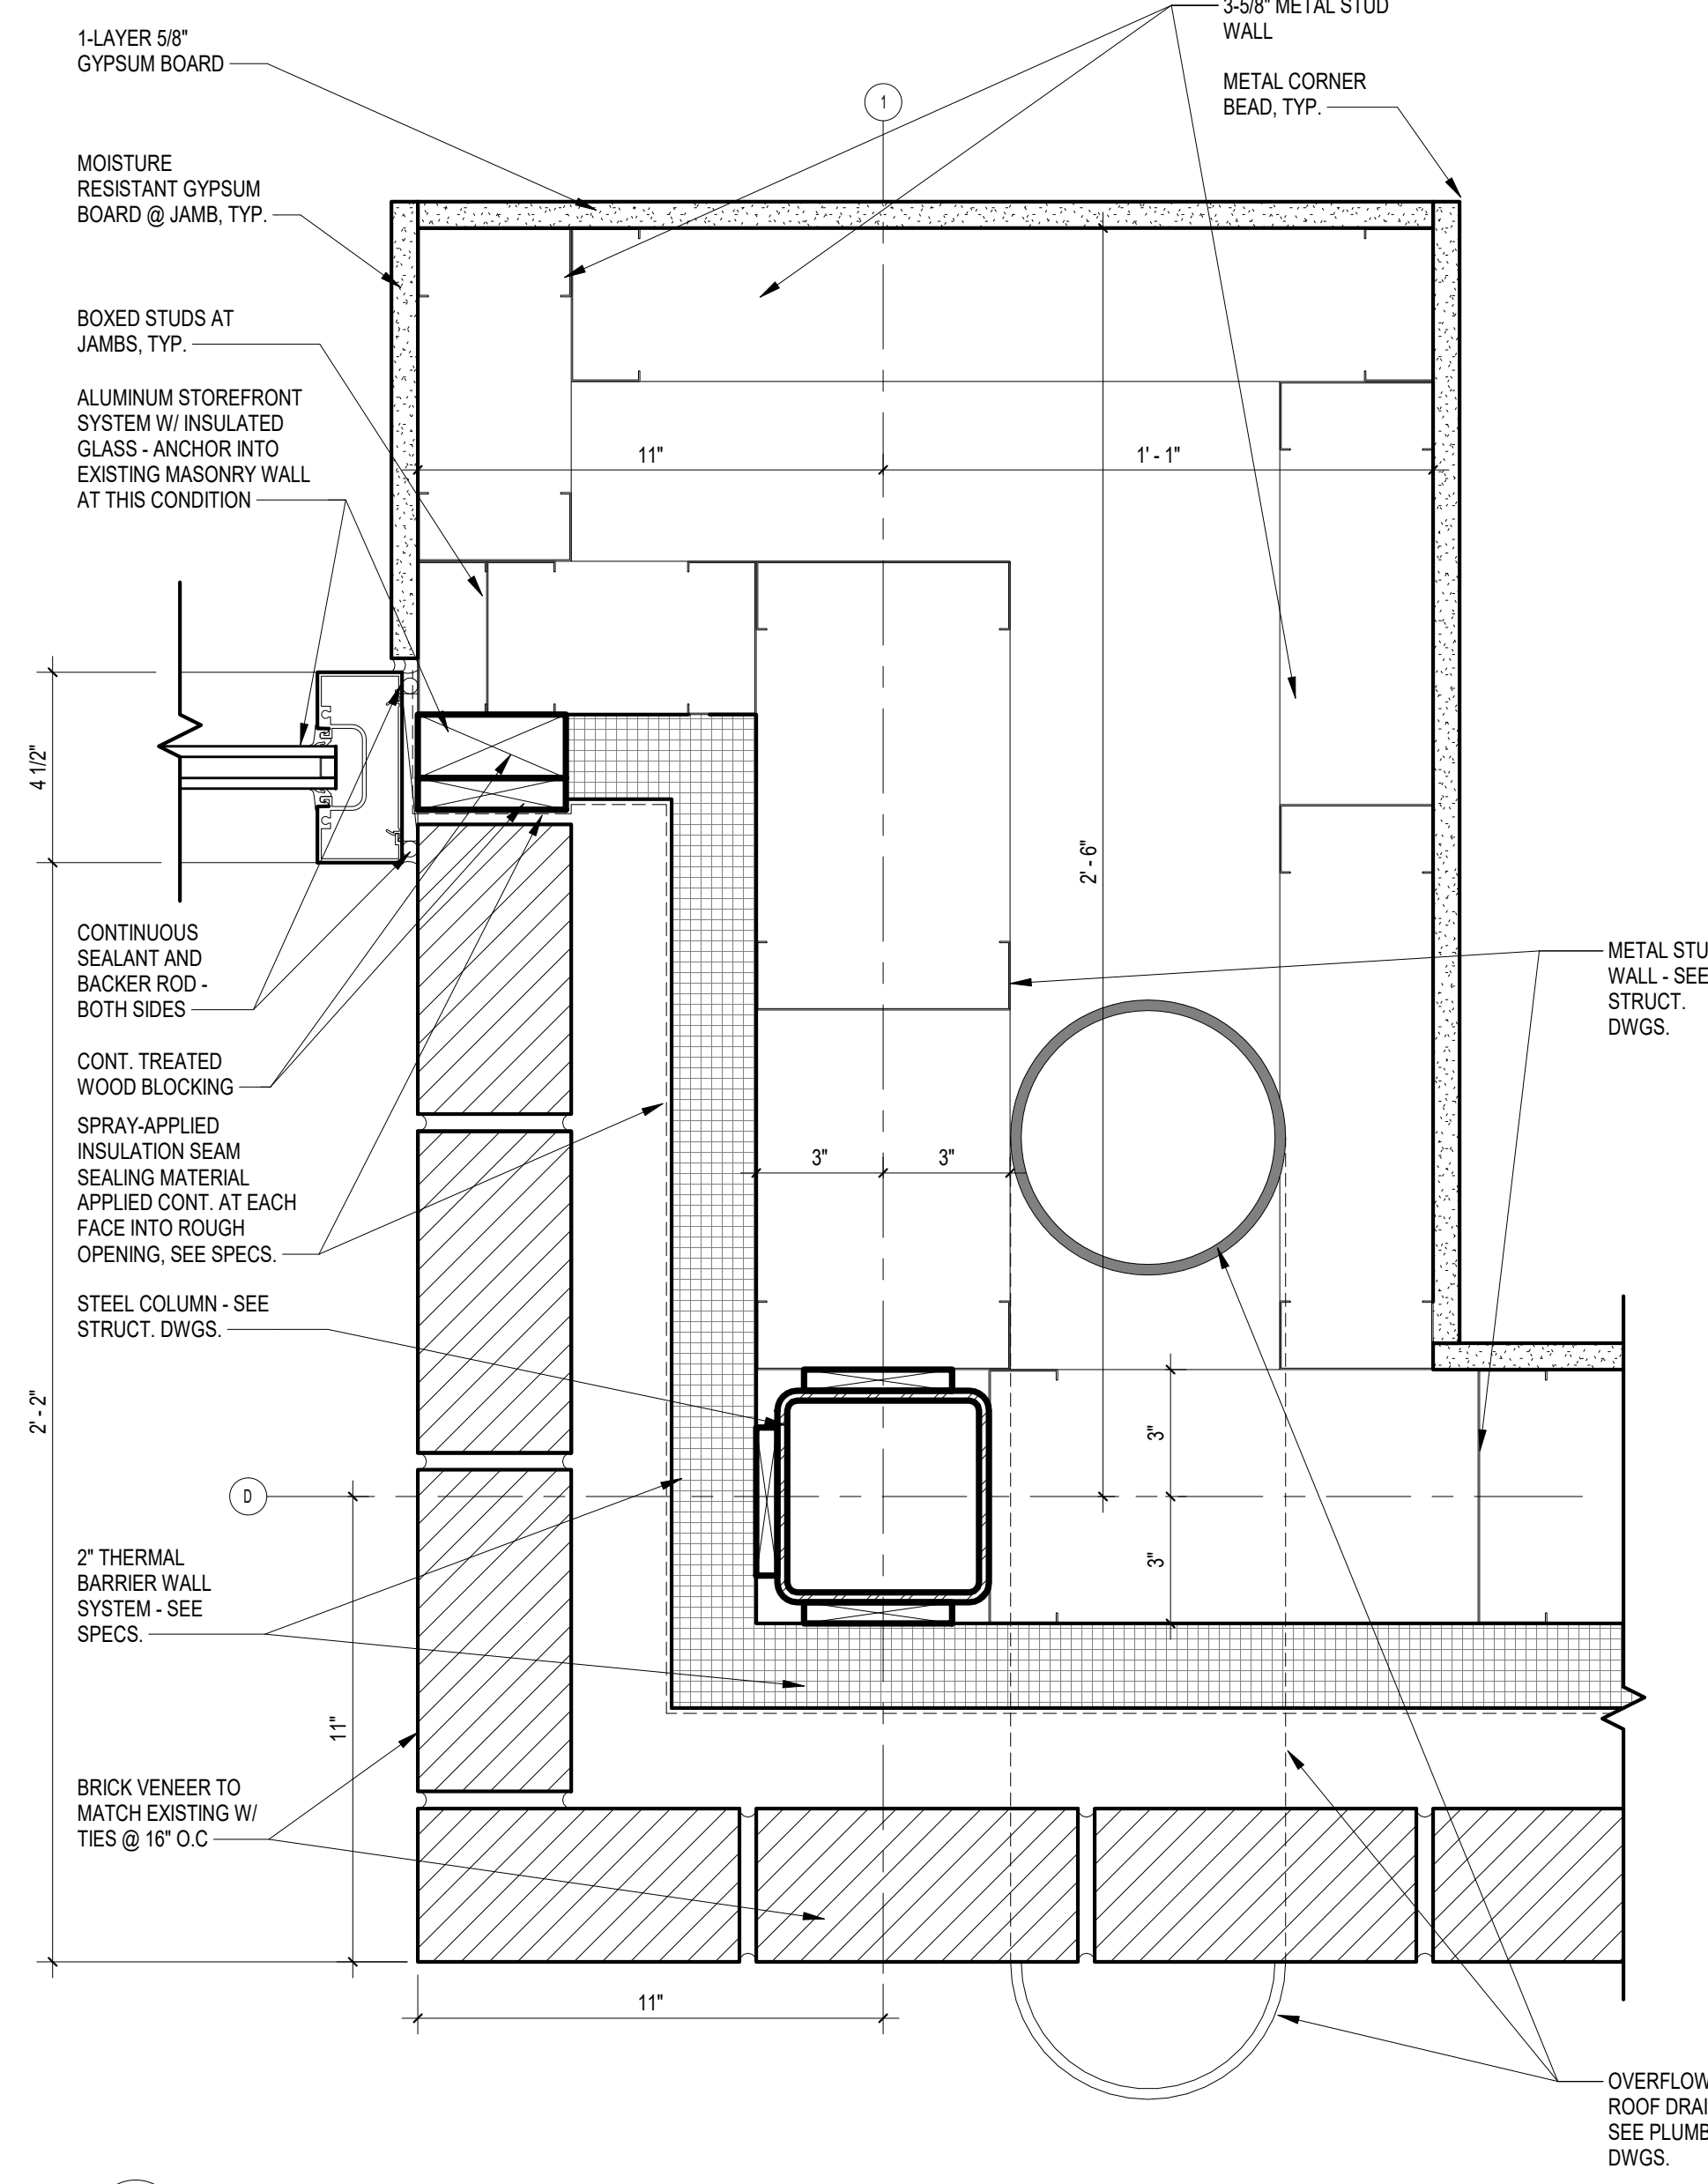 3-5/8" METAL STUD
WALL
1-LAYER 5/8"
GYPSUM BOARD
METAL CORNER
BEAD, TYP.
1
MOISTURE
RESISTANT GYPSUM
BOARD @ JAMB, TYP.
BOXED STUDS AT
JAMBS, TYP.
ALUMINUM STOREFRONT
SYSTEM W/ INSULATED
GLASS - ANCHOR INTO
EXISTING MASONRY WALL
AT THIS CONDITION
11"
1' - 1"
4 1/2"
2' - 6"
CONTINUOUS
SEALANT AND
BACKER ROD -
BOTH SIDES
METAL STU
WALL - SEE
STRUCT.
DWGS.
CONT. TREATED
WOOD BLOCKING
SPRAY-APPLIED
INSULATION SEAM
SEALING MATERIAL
APPLIED CONT. AT EACH
FACE INTO ROUGH
OPENING, SEE SPECS.
3"
3"
STEEL COLUMN - SEE
STRUCT. DWGS.
2' - 2"
3"
D
3"
2" THERMAL
BARRIER WALL
SYSTEM - SEE
SPECS.
11"
BRICK VENEER TO
MATCH EXISTING W/
TIES @ 16" O.C
11"
OVERFLOW
ROOF DRAI
SEE PLUMB
DWGS.